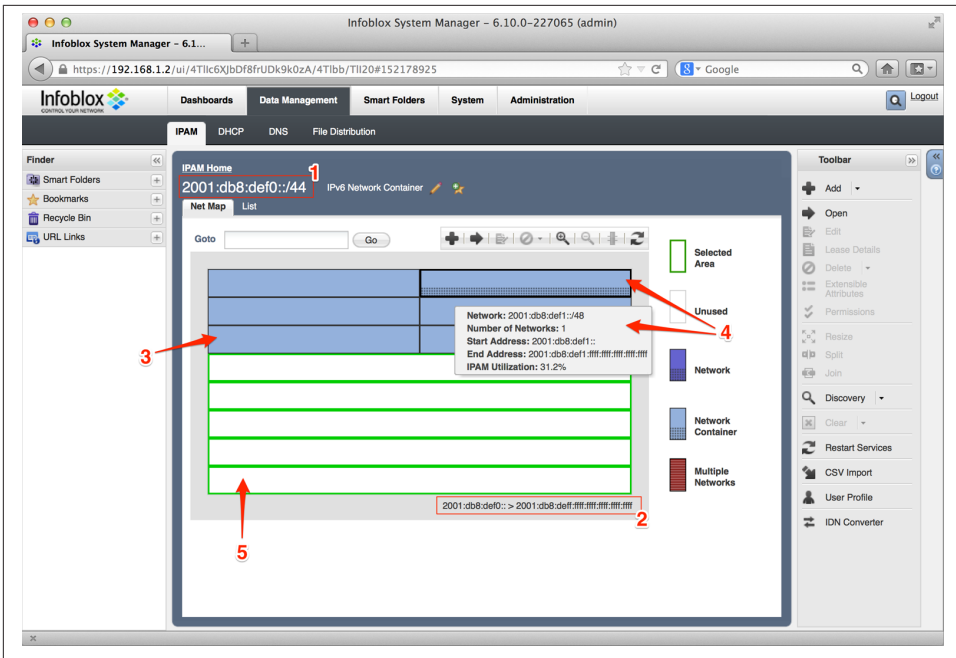 Infoblox System Manager – 6.10.0-227065 (admin)
Infoblox System Manager – 6.1...
https://192.168.1.2/ui/4TIlc6XJbDf8frUDk9k0zA/4TIbb/TII20#152178925
Google
Infoblox
CONTROL YOUR NETWORK
Dashboards
Data Management
Smart Folders
System
Administration
Logout
IPAM
DHCP
DNS
File Distribution
Finder
Smart Folders
Bookmarks
Recycle Bin
URL Links
IPAM Home
1
2001:db8:def0::/44
IPv6 Network Container
Net Map
List
Goto
Go
Selected Area
Unused
Network
Network Container
Multiple Networks
Network: 2001:db8:def1::/48
Number of Networks: 1
Start Address: 2001:db8:def1::
End Address: 2001:db8:def1:ffff:ffff:ffff:ffff:ffff
IPAM Utilization: 31.2%
3
4
5
2001:db8:def0:: > 2001:db8:deff:ffff:ffff:ffff:ffff:ffff
2
Toolbar
Add
Open
Edit
Lease Details
Delete
Extensible Attributes
Permissions
Resize
Split
Join
Discovery
Clear
Restart Services
CSV Import
User Profile
IDN Converter